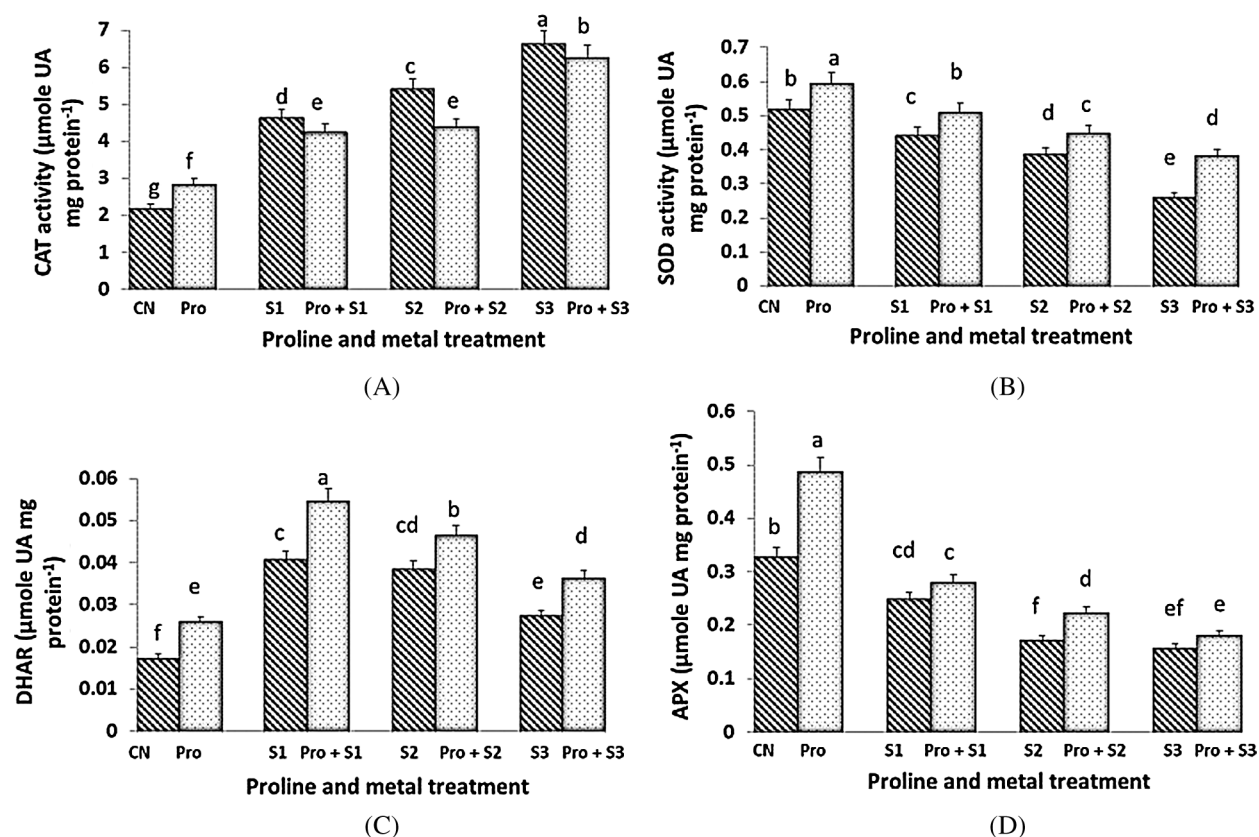 CAT activity (µmole UA
mg protein-1)
7
6
5
4
3
2
1
0
g
f
d
e
c
e
a
b
CN Pro S1 Pro + S1 S2 Pro + S2 S3 Pro + S3
Proline and metal treatment
(A)
SOD activity (µmole UA
mg protein-1)
0.7
0.6
0.5
0.4
0.3
0.2
0.1
0
b
a
c
b
d
c
e
d
CN Pro S1 Pro + S1 S2 Pro + S2 S3 Pro + S3
Proline and metal treatment
(B)
DHAR (µmole UA mg
protein-1)
0.06
0.05
0.04
0.03
0.02
0.01
0
f
e
c
a
cd
b
e
d
CN Pro S1 Pro + S1 S2 Pro + S2 S3 Pro + S3
Proline and metal treatment
(C)
APX (µmole UA mg protein-1)
0.6
0.5
0.4
0.3
0.2
0.1
0
b
a
cd
c
f
d
ef
e
CN Pro S1 Pro + S1 S2 Pro + S2 S3 Pro + S3
Proline and metal treatment
(D)